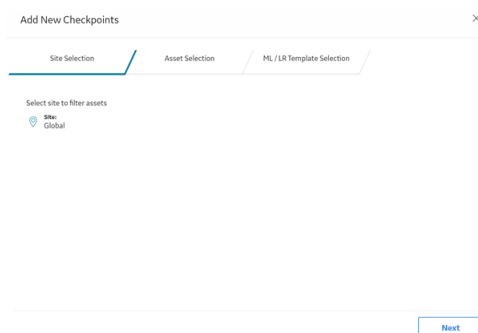 Add New Checkpoints
Site Selection
Asset Selection
ML / LR Template Selection
Select site to filter assets
Site:
Global
Next